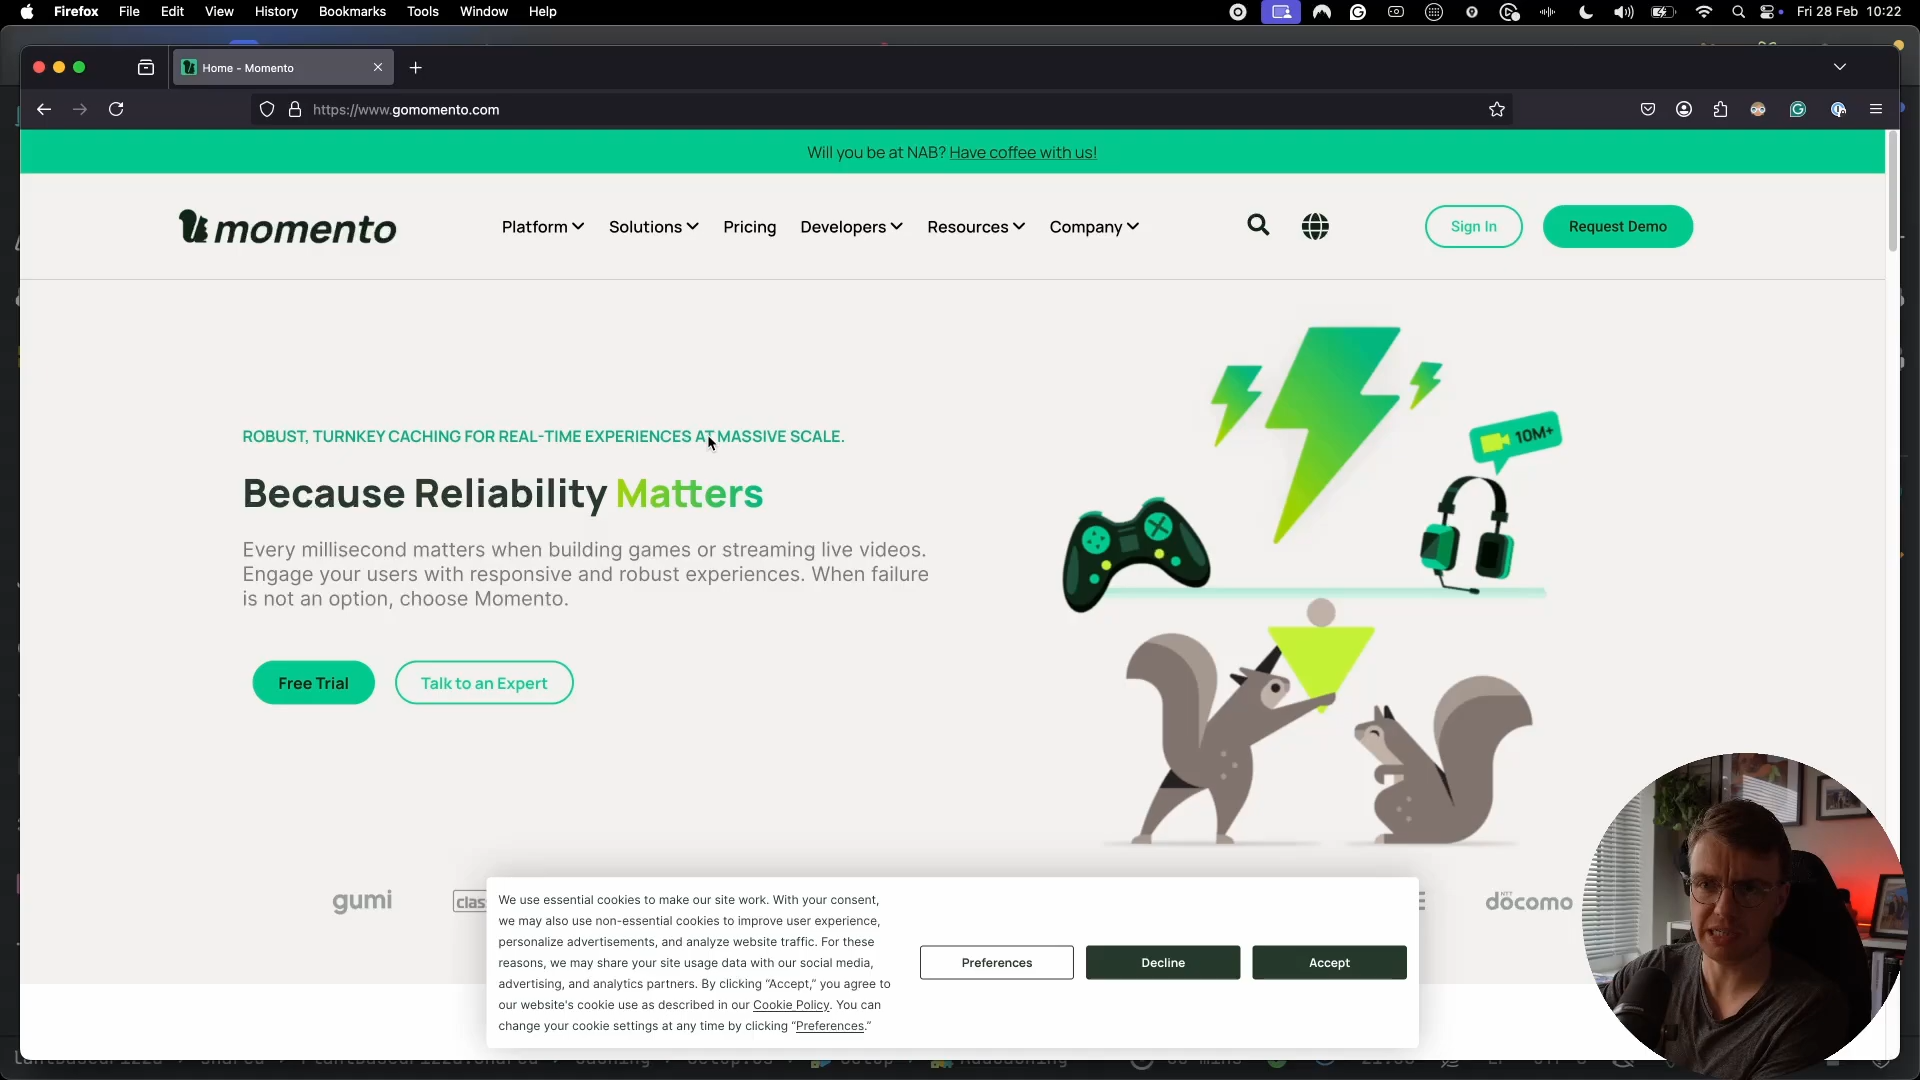 Firefox File Edit View History Bookmarks Tools Window Help
Fri 28 Feb 10:22
Home - Momento
https://www.gomomento.com
Will you be at NAB? Have coffee with us!
momento
Platform Solutions Pricing Developers Resources Company
Sign In
Request Demo
ROBUST, TURNKEY CACHING FOR REAL-TIME EXPERIENCES AT MASSIVE SCALE.
Because Reliability Matters
Every millisecond matters when building games or streaming live videos.
Engage your users with responsive and robust experiences. When failure
is not an option, choose Momento.
Free Trial
Talk to an Expert
10M+
gumi
clas
NTT
döcomo
We use essential cookies to make our site work. With your consent,
we may also use non-essential cookies to improve user experience,
personalize advertisements, and analyze website traffic. For these
reasons, we may share your site usage data with our social media,
advertising, and analytics partners. By clicking “Accept,” you agree to
our website's cookie use as described in our Cookie Policy. You can
change your cookie settings at any time by clicking “Preferences.”
Preferences
Decline
Accept